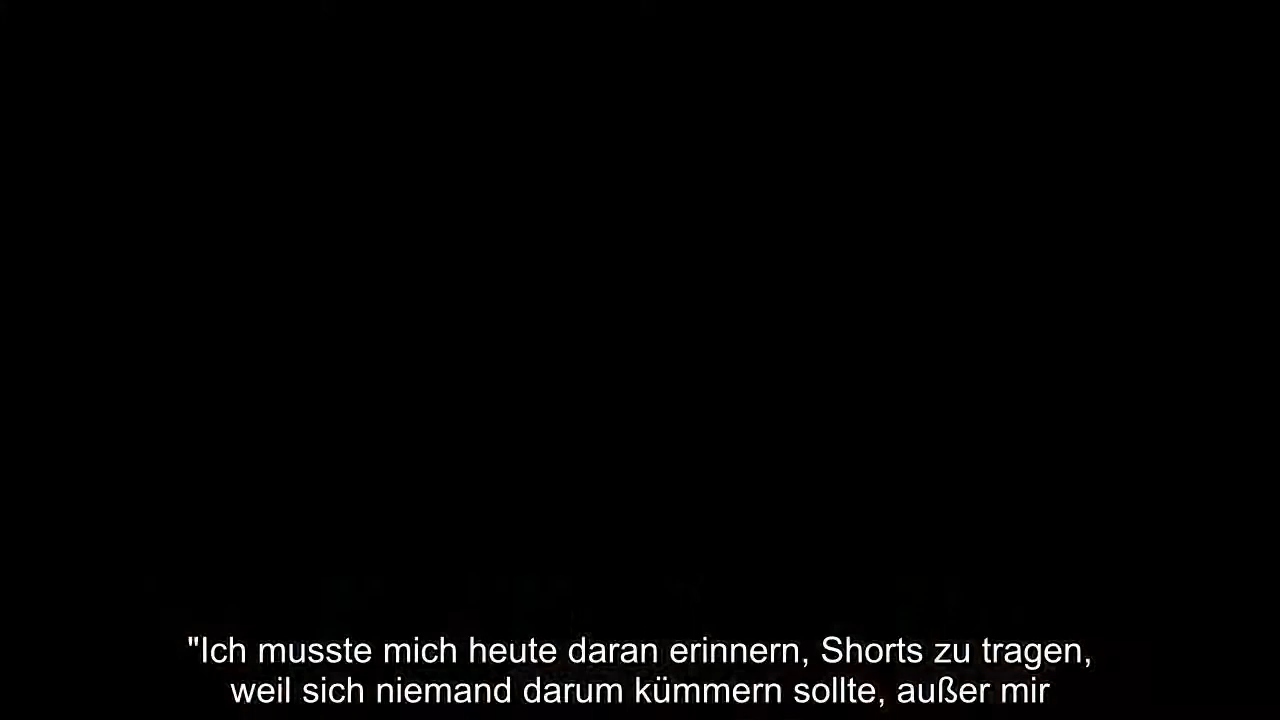 "Ich musste mich heute daran erinnern, Shorts zu tragen,
weil sich niemand darum kümmern sollte, außer mir